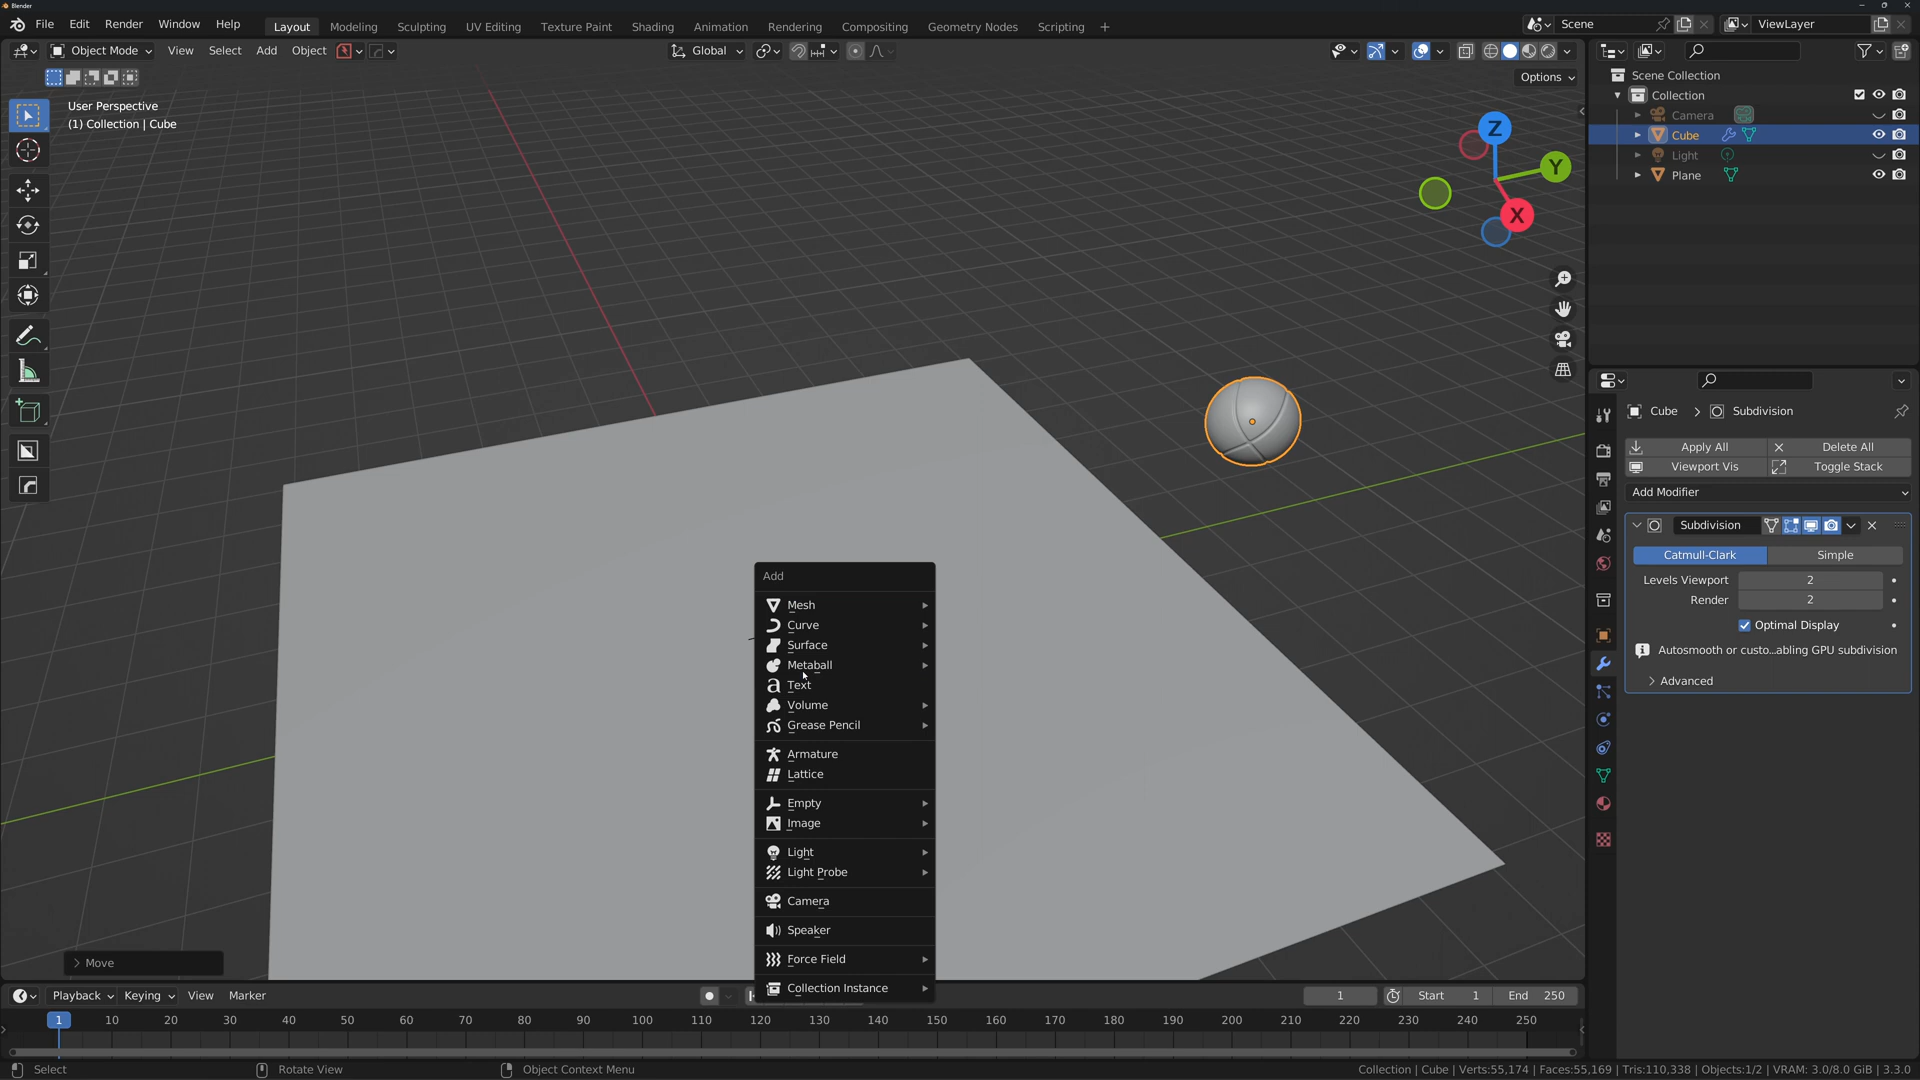 Blender
File Edit Render Window Help Layout Modeling Sculpting UV Editing Texture Paint Shading Animation Rendering Compositing Geometry Nodes Scripting + Scene ViewLayer
Object Mode View Select Add Object Global
Options
User Perspective
(1) Collection | Cube
Z
Y
X
Scene Collection
Collection
Camera
Cube
Light
Plane
Cube > Subdivision
Apply All Delete All
Viewport Vis Toggle Stack
Add Modifier
Subdivision
Catmull-Clark Simple
Levels Viewport 2
Render 2
Optimal Display
Autosmooth or custo...abling GPU subdivision
Advanced
Add
Mesh
Curve
Surface
Metaball
Text
Volume
Grease Pencil
Armature
Lattice
Empty
Image
Light
Light Probe
Camera
Speaker
Force Field
Collection Instance
Move
Playback Keying View Marker 1 Start 1 End 250
1 10 20 30 40 50 60 70 80 90 100 110 120 130 140 150 160 170 180 190 200 210 220 230 240 250
Select Rotate View Object Context Menu Collection | Cube | Verts:55,174 | Faces:55,169 | Tris:110,338 | Objects:1/2 | VRAM: 3.0/8.0 GiB | 3.3.0